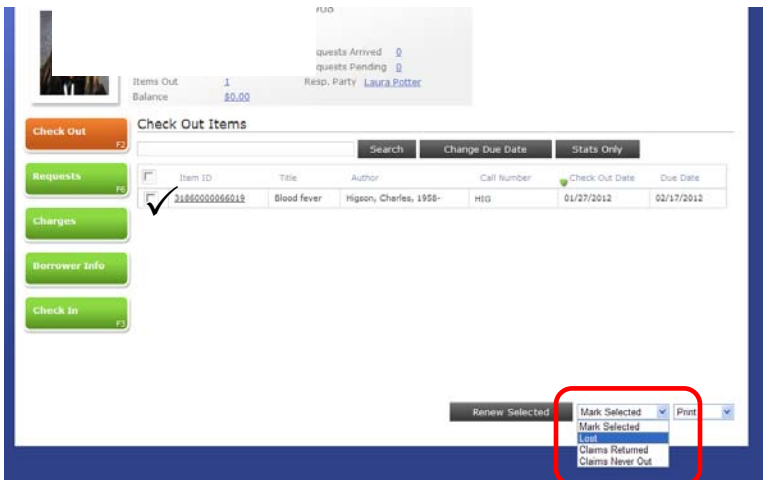 quests Arrived 0
quests Pending 0
Items Out 1 Resp. Party Laura Potter
Balance $0.00
Check Out F2
Check Out Items
Search Change Due Date Stats Only
Requests F6
Item ID Title Author Call Number Check Out Date Due Date
31860000066019 Blood fever Higson, Charles, 1958- HIG 01/27/2012 02/17/2012
Charges
Borrower Info
Check In F3
Renew Selected Mark Selected Print
Mark Selected
Lost
Claims Returned
Claims Never Out